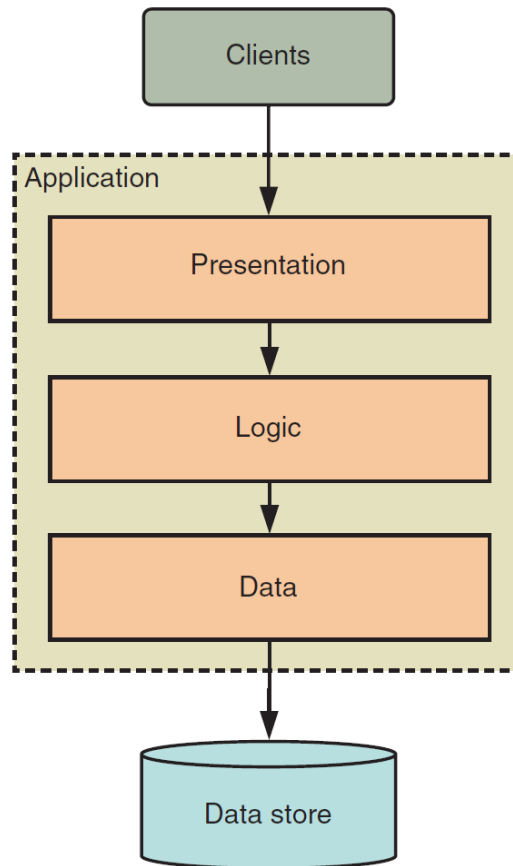 Clients
Application
Presentation
Logic
Data
Data store